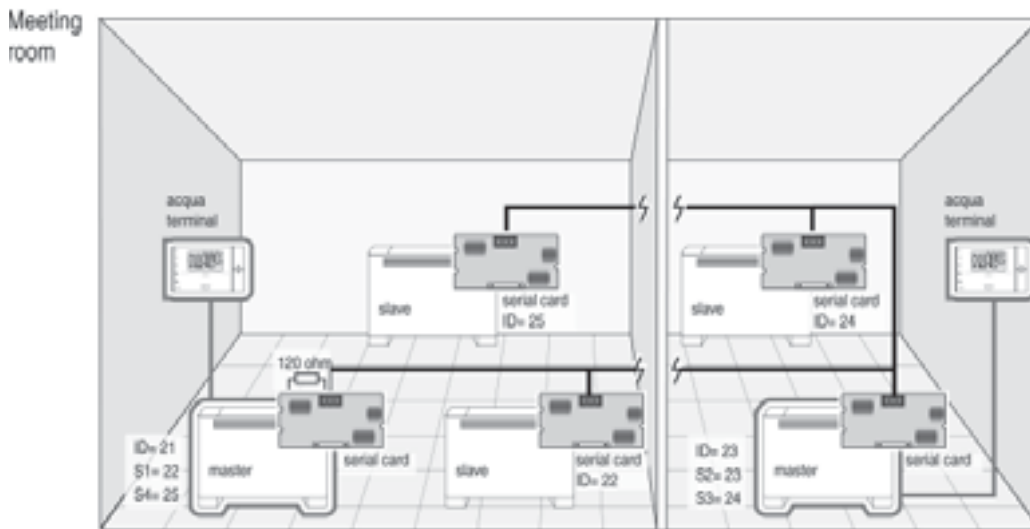 Meeting
room
acqua
terminal
acqua
terminal
slave
serial card
ID= 25
slave
serial card
ID= 24
120 ohm
ID= 21
S1= 22
S4= 25
master
serial card
slave
serial card
ID= 22
ID= 23
S2= 23
S3= 24
master
serial card